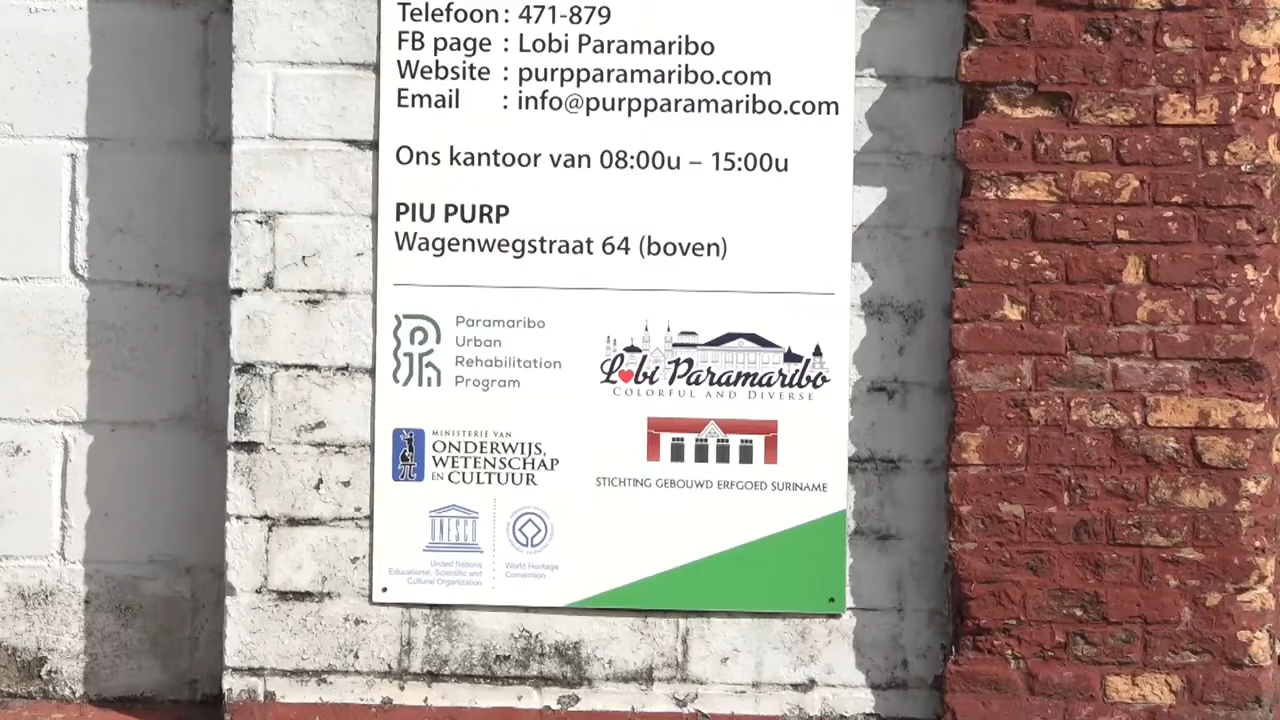 Telefoon : 471-879
FB page : Lobi Paramaribo
Website : purpparamaribo.com
Email : info@purpparamaribo.com
Ons kantoor van 08:00u – 15:00u
PIU PURP
Wagenwegstraat 64 (boven)
Paramaribo
Urban
Rehabilitation
Program
Lobi Paramaribo
COLORFUL AND DIVERSE
MINISTERIE VAN
ONDERWIJS,
WETENSCHAP
EN CULTUUR
STICHTING GEBOUWD ERFGOED SURINAME
UNESCO
United Nations
Educational, Scientific and
Cultural Organization
World Heritage
Convention